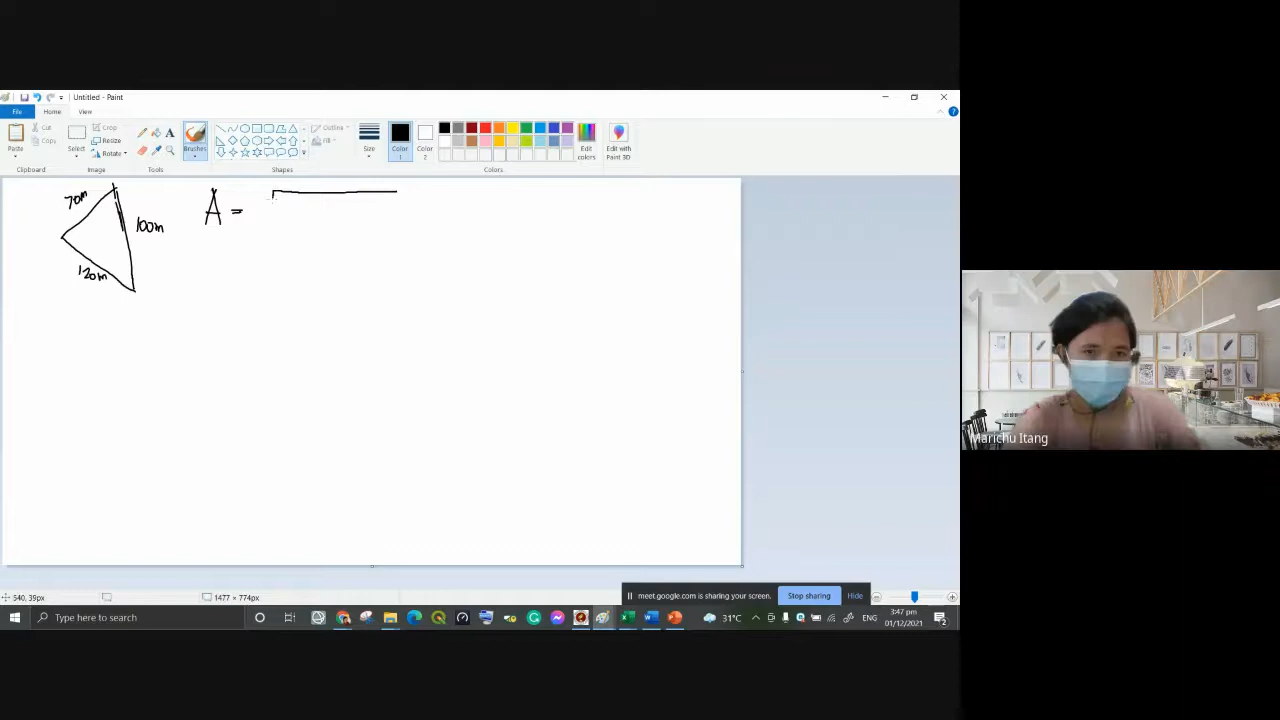 Untitled - Paint
File Home View
Paste
Cut
Copy
Clipboard
Select
Crop
Resize
Rotate
Image
Tools
Brushes
Shapes
Outline
Fill
Size
Color 1
Color 2
Colors
Edit colors
Edit with Paint 3D
70m
100m
120m
A =
Marichu Itang
meet.google.com is sharing your screen. Stop sharing Hide
540, 39px
1477 × 774px
Type here to search
31°C
ENG
3:47 pm
01/12/2021
2